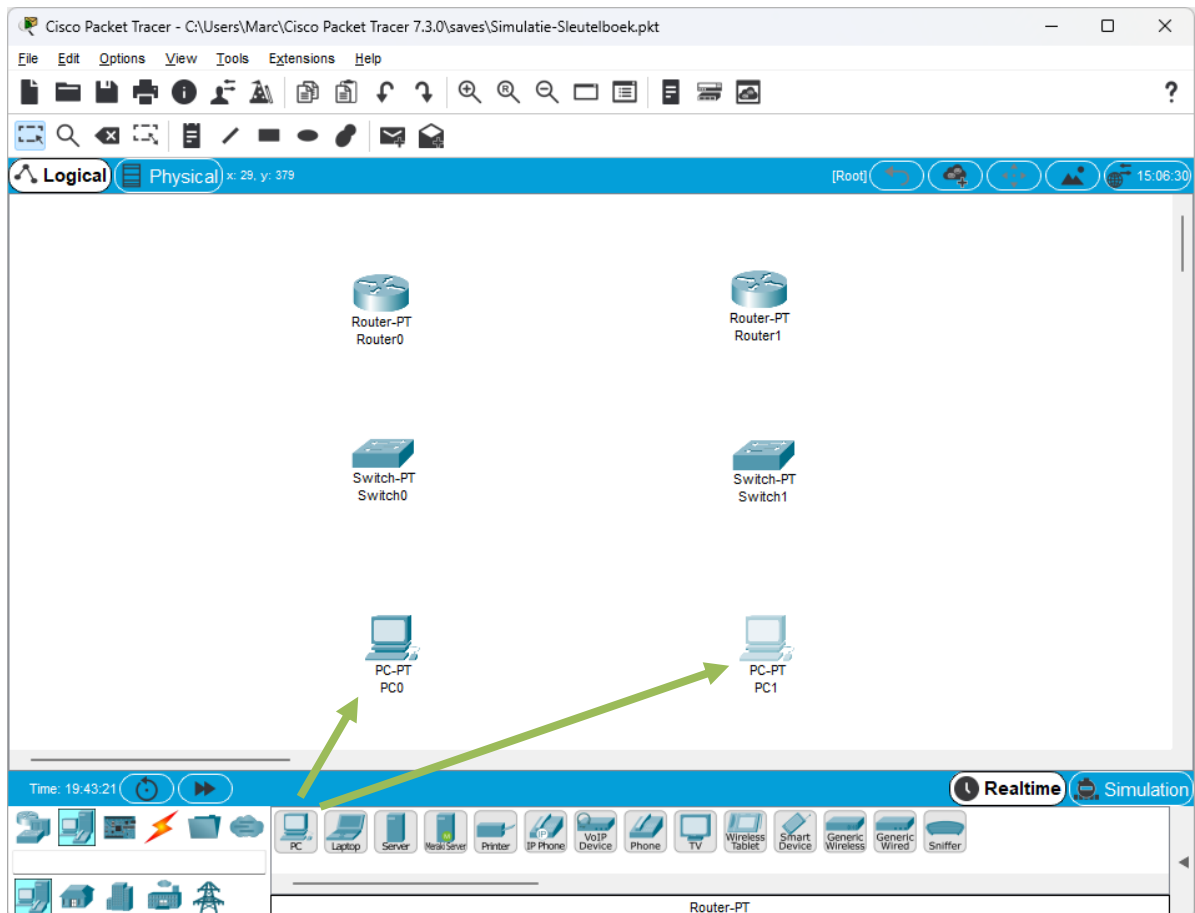 Cisco Packet Tracer - C:\Users\Marc\Cisco Packet Tracer 7.3.0\saves\Simulatie-Sleutelboek.pkt
File Edit Options View Tools Extensions Help
?
Logical Physical x: 29, y: 379 [Root] 15:06:30
Router-PT
Router0
Router-PT
Router1
Switch-PT
Switch0
Switch-PT
Switch1
PC-PT
PC0
PC-PT
PC1
Time: 19:43:21 Realtime Simulation
PC Laptop Server Meraki Server Printer IP Phone VoIP Device Phone TV Wireless Tablet Smart Device Generic Wireless Generic Wired Sniffer
Router-PT